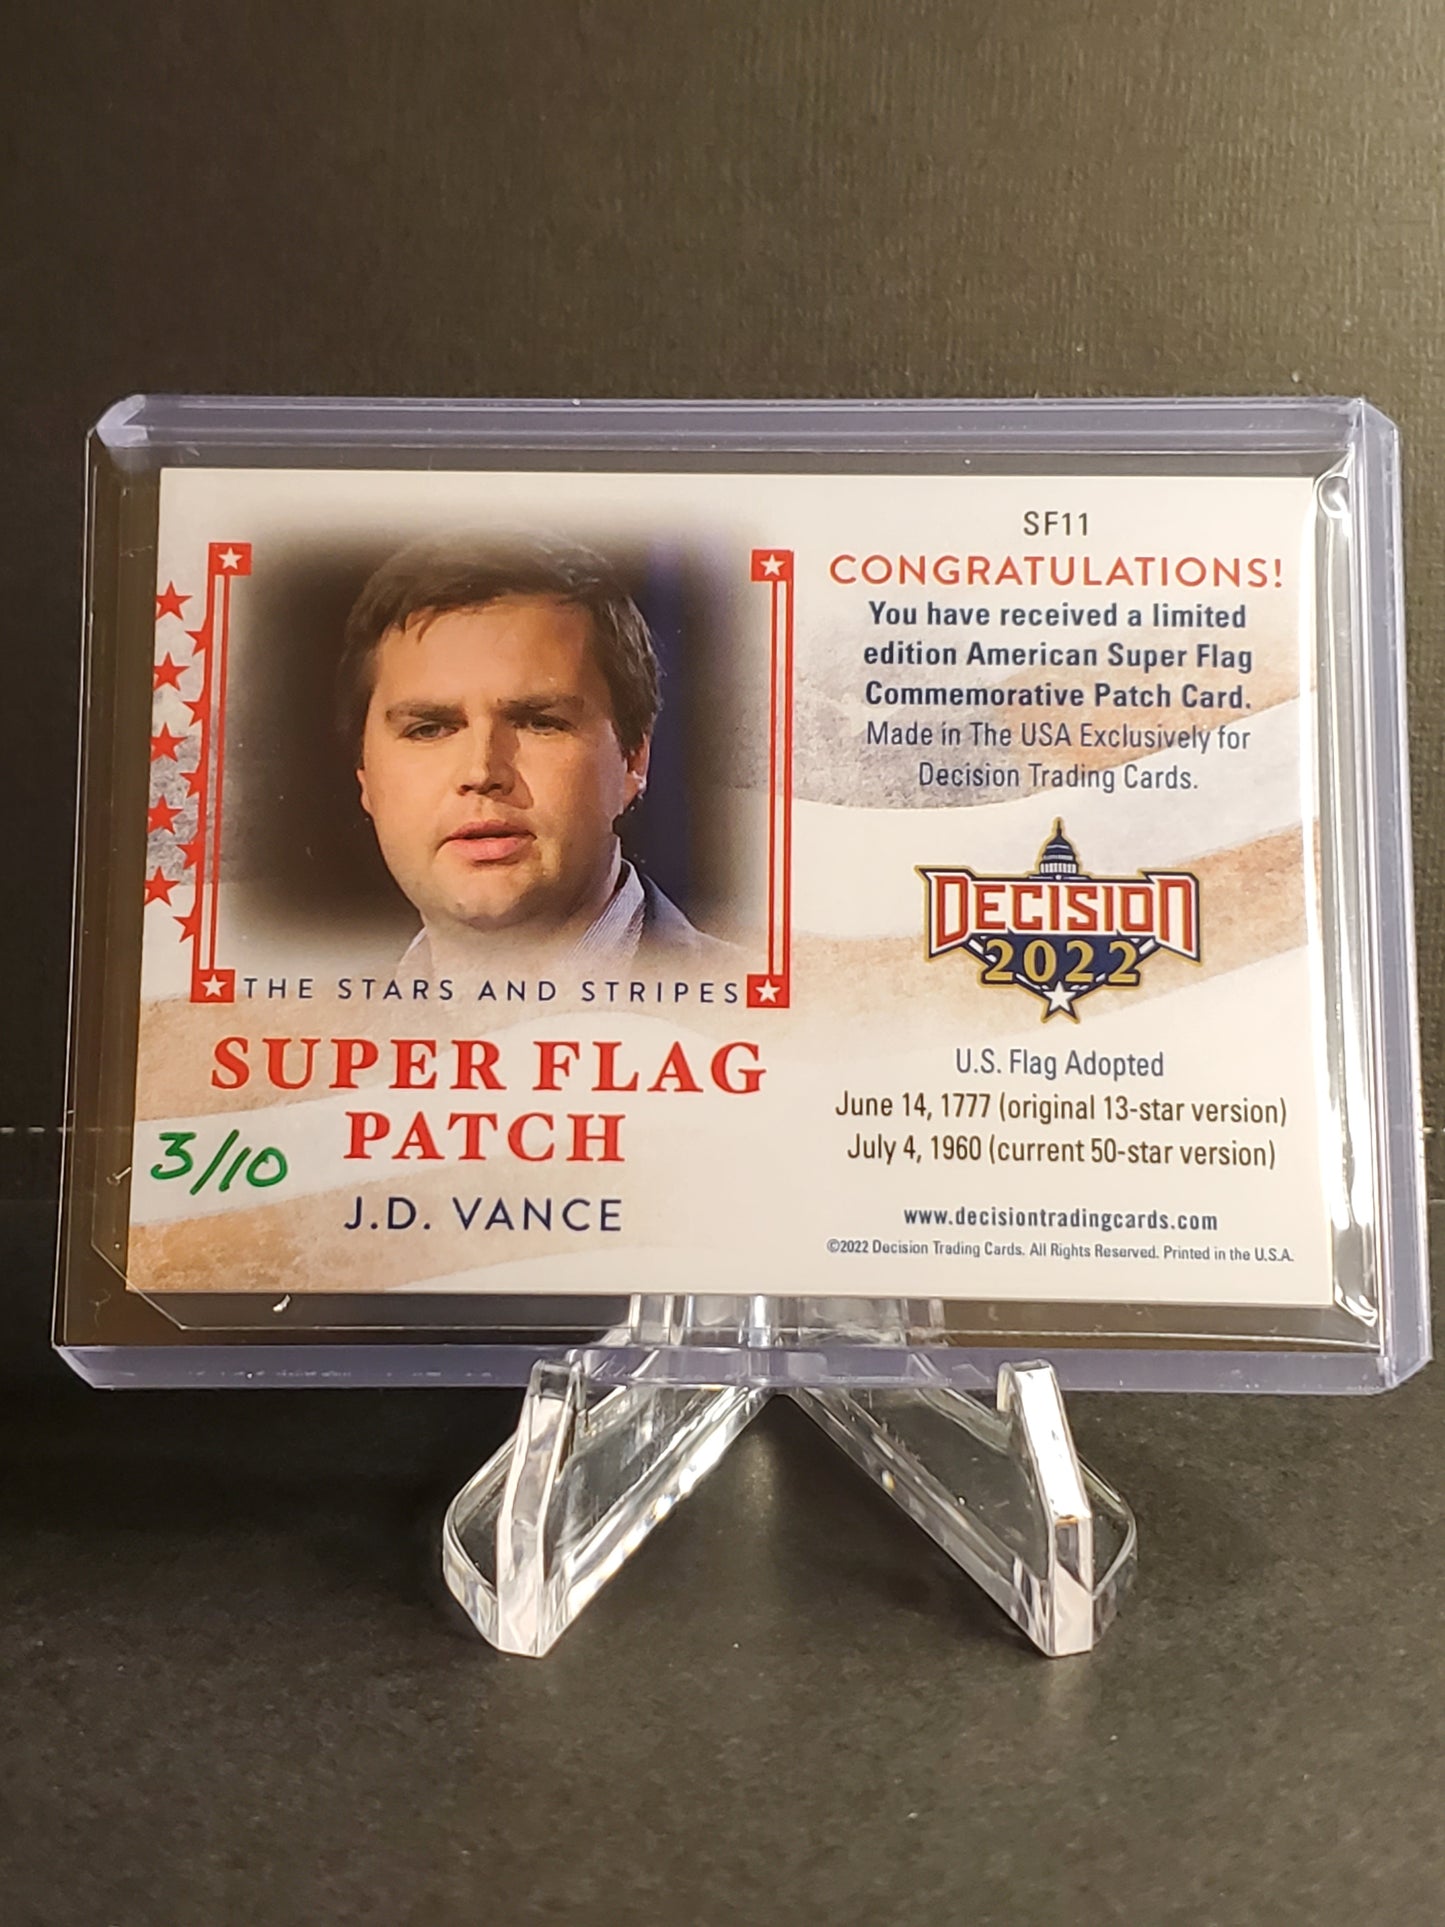 THE STARS AND STRIPES
SUPER FLAG
PATCH
3/10
J.D. VANCE
SF11
CONGRATULATIONS!
You have received a limited
edition American Super Flag
Commemorative Patch Card.
Made in The USA Exclusively for
Decision Trading Cards.
DECISION
2022
U.S. Flag Adopted
June 14, 1777 (original 13-star version)
July 4, 1960 (current 50-star version)
www.decisiontradingcards.com
©2022 Decision Trading Cards. All Rights Reserved. Printed in the U.S.A.